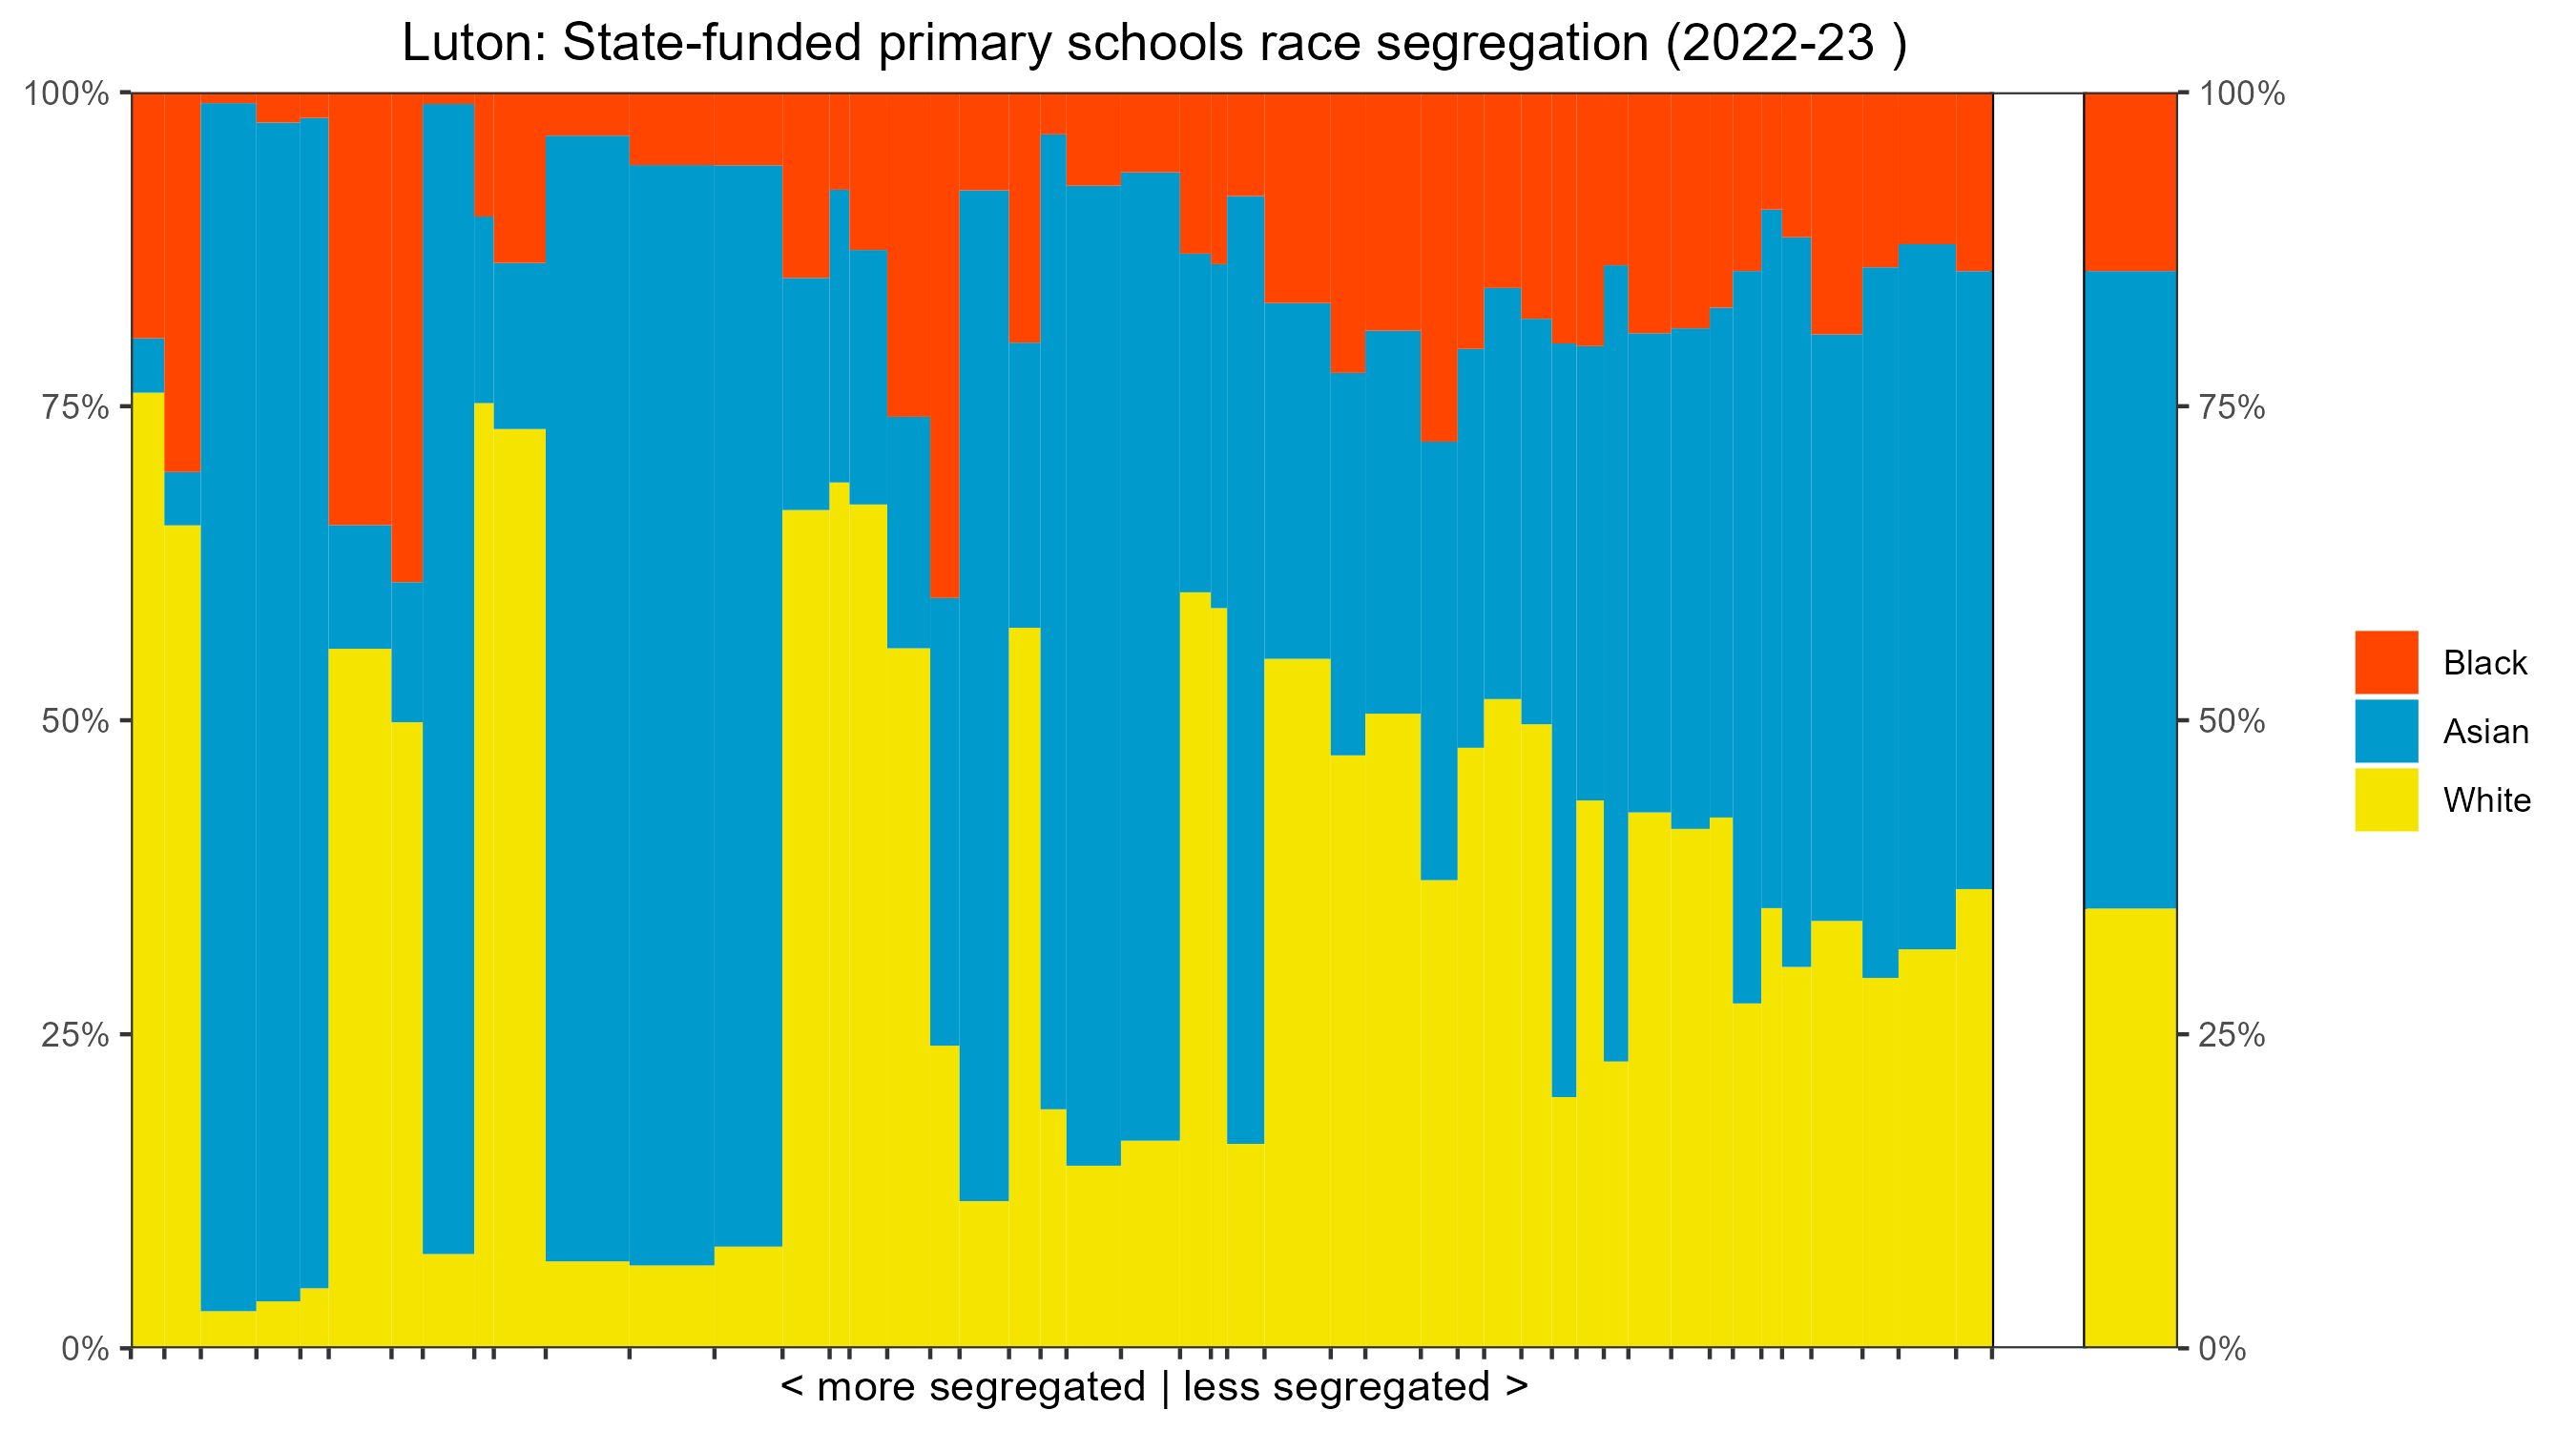 Luton: State-funded primary schools race segregation (2022-23 )
100%
75%
50%
25%
0%
100%
75%
50%
25%
0%
Black
Asian
White
< more segregated | less segregated >